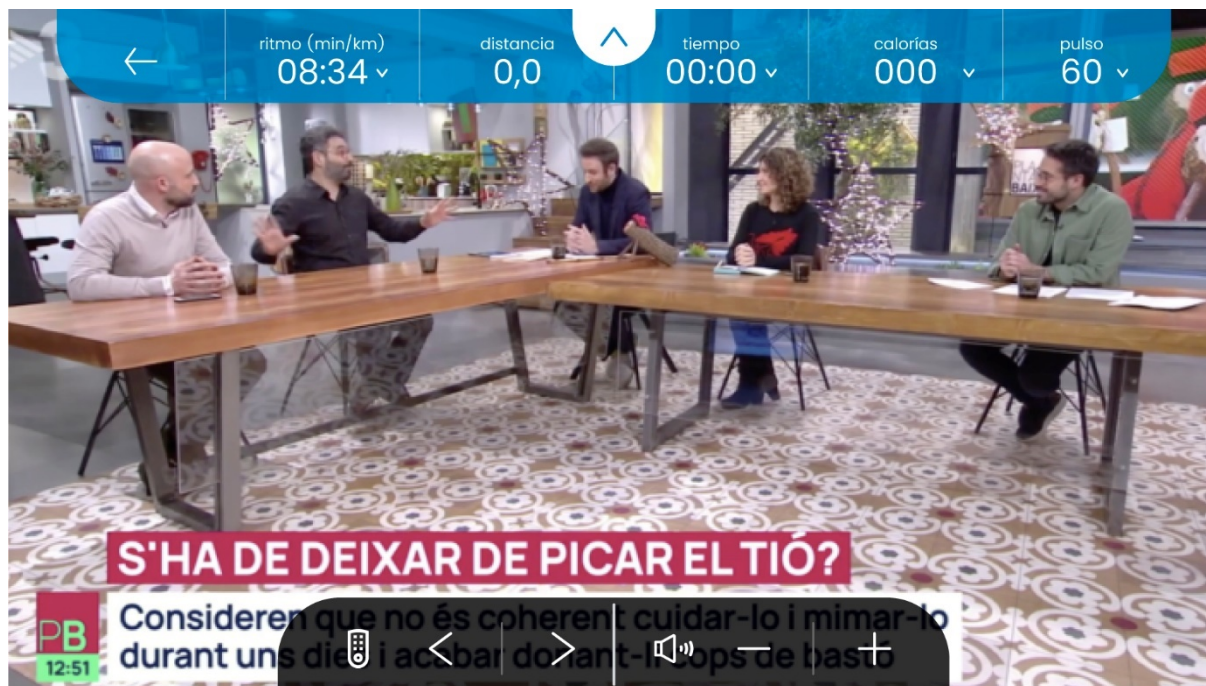 ritmo (min/km)
08:34
distancia
0,0
tiempo
00:00
calorías
000
pulso
60
S'HA DE DEIXAR DE PICAR EL TIÓ?
Consideren que no és coherent cuidar-lo i mimar-lo
durant uns dies i acabar donant-li cops de bastó
PB
12:51